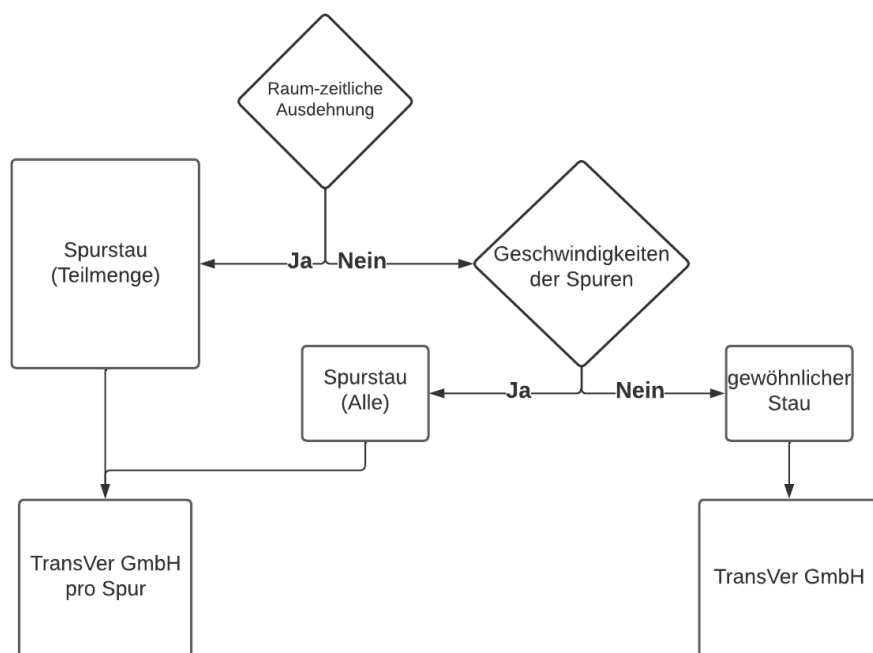 Raum-zeitliche
Ausdehnung
Spurstau
(Teilmenge)
Ja
Nein
Geschwindigkeiten
der Spuren
Spurstau
(Alle)
Ja
Nein
gewöhnlicher
Stau
TransVer GmbH
pro Spur
TransVer GmbH